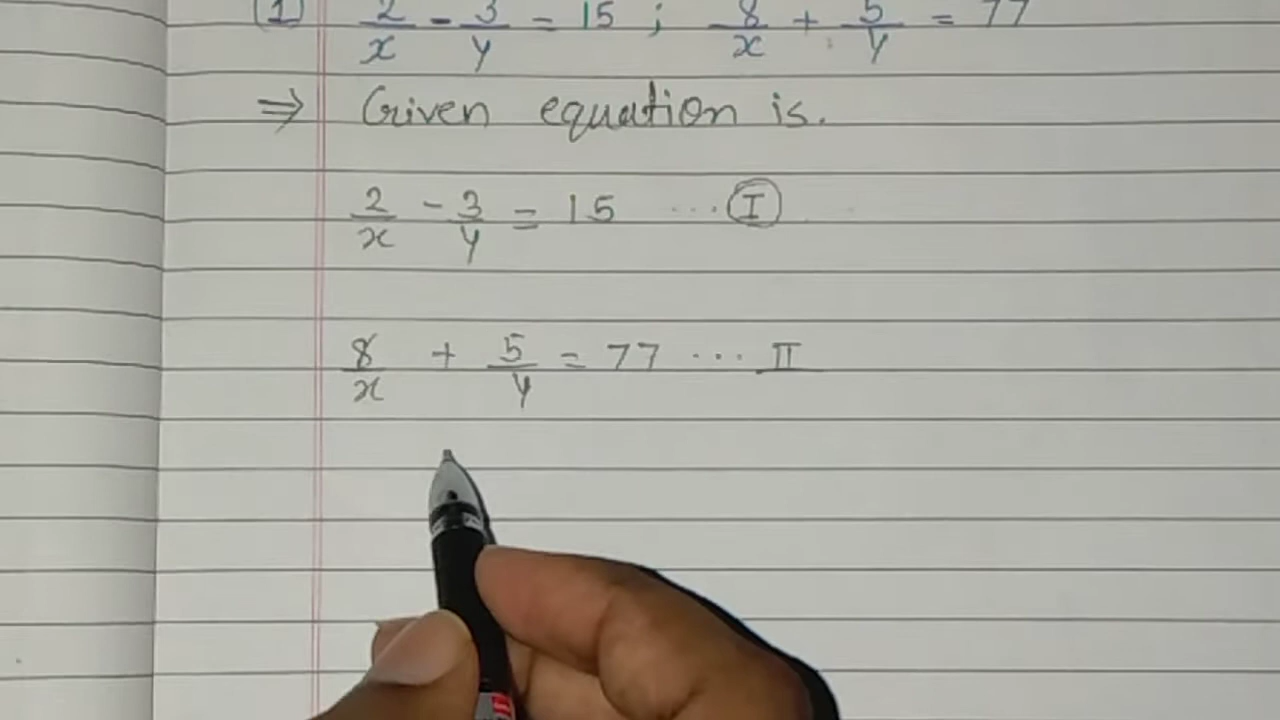 (1) 2/x - 3/y = 15 ; 8/x + 5/y = 77
⇒ Given equation is.
2/x - 3/y = 15 ... Ⓘ
8/x + 5/y = 77 ... II